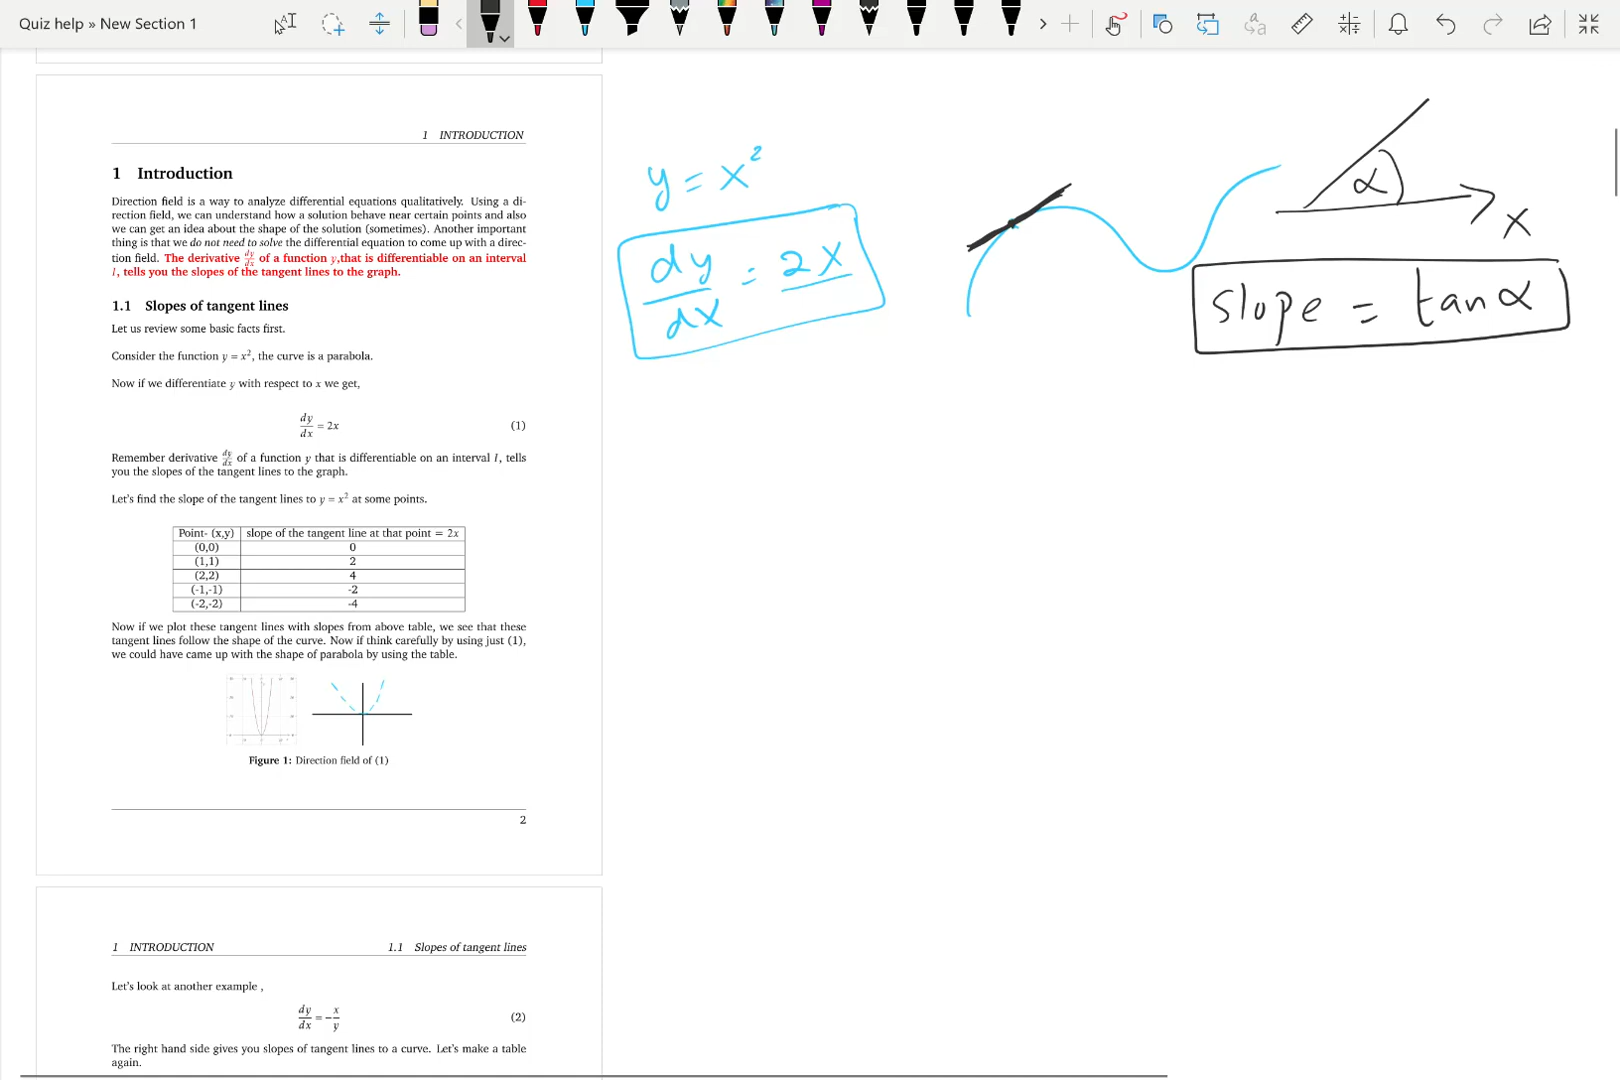 Quiz help » New Section 1
1 INTRODUCTION
1 Introduction
Direction field is a way to analyze differential equations qualitatively. Using a di-
rection field, we can understand how a solution behave near certain points and also
we can get an idea about the shape of the solution (sometimes). Another important
thing is that we do not need to solve the differential equation to come up with a direc-
tion field. The derivative dy/dx of a function y,that is differentiable on an interval
I, tells you the slopes of the tangent lines to the graph.
1.1 Slopes of tangent lines
Let us review some basic facts first.
Consider the function y = x², the curve is a parabola.
Now if we differentiate y with respect to x we get,
dy/dx = 2x (1)
Remember derivative dy/dx of a function y that is differentiable on an interval I, tells
you the slopes of the tangent lines to the graph.
Let's find the slope of the tangent lines to y = x² at some points.
Point- (x,y) slope of the tangent line at that point = 2x
(0,0) 0
(1,1) 2
(2,2) 4
(-1,-1) -2
(-2,-2) -4
Now if we plot these tangent lines with slopes from above table, we see that these
tangent lines follow the shape of the curve. Now if think carefully by using just (1),
we could have came up with the shape of parabola by using the table.
Figure 1: Direction field of (1)
2
1 INTRODUCTION 1.1 Slopes of tangent lines
Let's look at another example ,
dy/dx = -x/y (2)
The right hand side gives you slopes of tangent lines to a curve. Let's make a table
again.
y = x²
dy/dx = 2x
α
x
slope = tan α